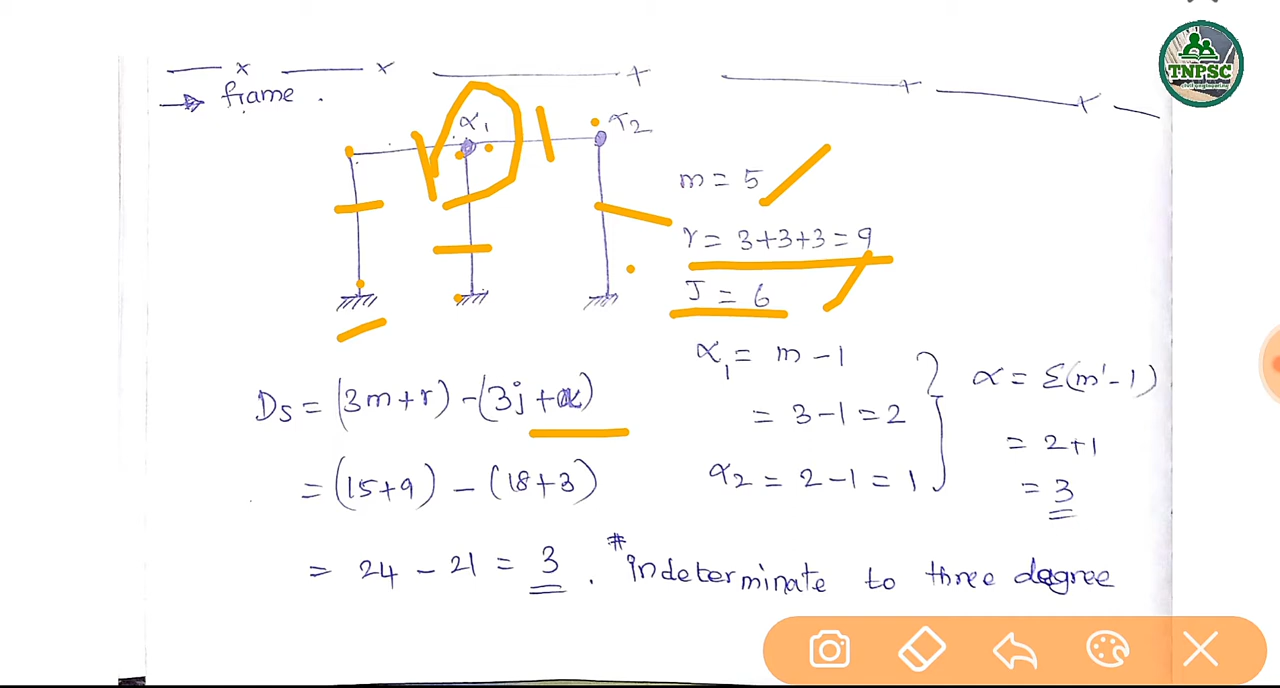 TNPSC
→ frame .
α1
α2
m = 5
r = 3+3+3 = 9
J = 6
α1 = m - 1
= 3-1 = 2
α2 = 2-1 = 1
α = Σ(m'-1)
= 2+1
= 3
Ds = (3m+r) - (3j+α)
= (15+9) - (18+3)
= 24 - 21 = 3 . # indeterminate to three degree